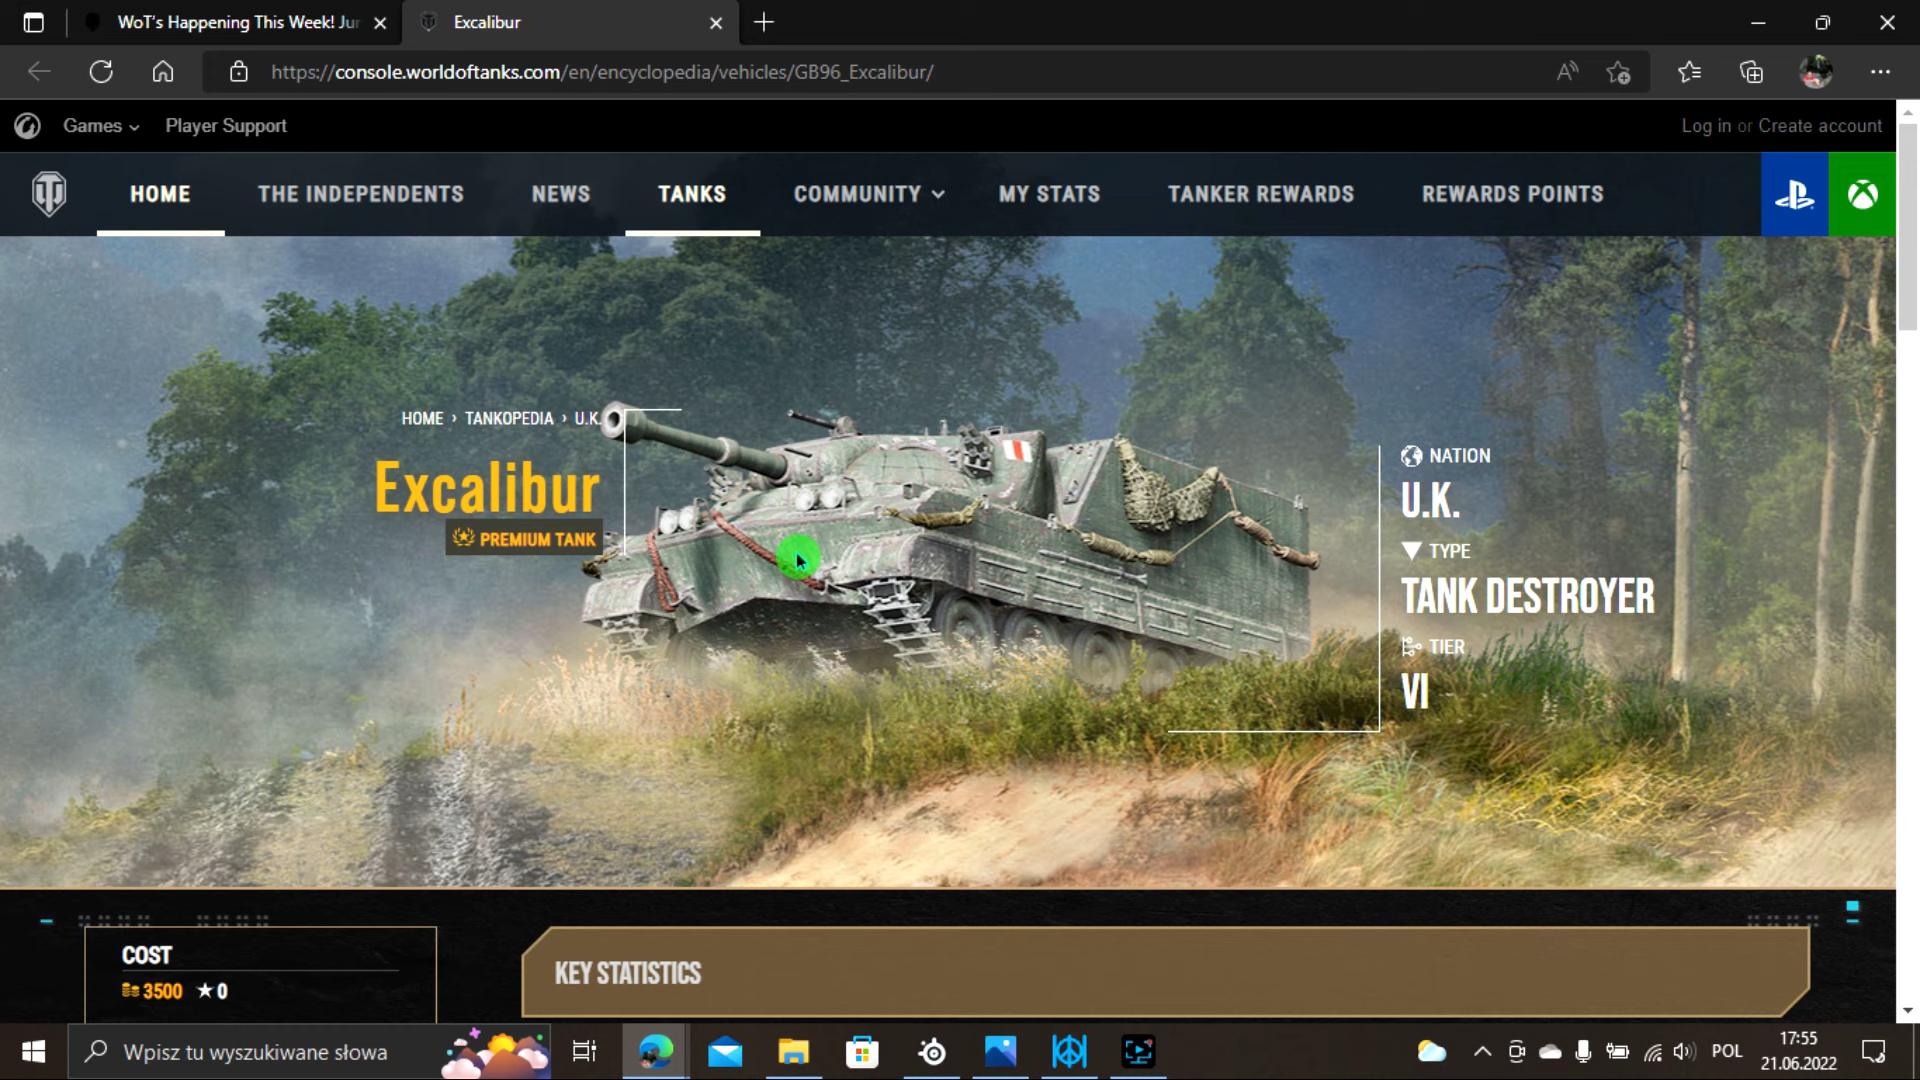 WoT's Happening This Week! Jur
Excalibur
https://console.worldoftanks.com/en/encyclopedia/vehicles/GB96_Excalibur/
Games
Player Support
Log in or Create account
HOME
THE INDEPENDENTS
NEWS
TANKS
COMMUNITY
MY STATS
TANKER REWARDS
REWARDS POINTS
HOME › TANKOPEDIA › U.K.
Excalibur
PREMIUM TANK
NATION
U.K.
TYPE
TANK DESTROYER
TIER
VI
COST
3500 0
KEY STATISTICS
Wpisz tu wyszukiwane słowa
POL
17:55
21.06.2022